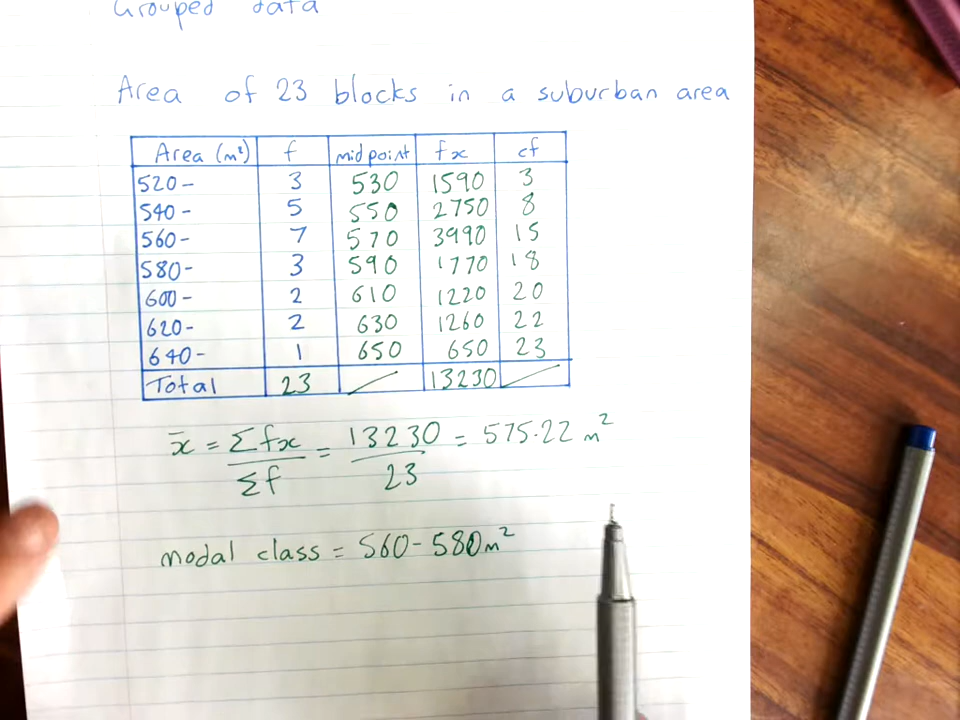 Grouped data
Area of 23 blocks in a suburban area
Area (m²) f midpoint fx cf
520- 3 530 1590 3
540- 5 550 2750 8
560- 7 570 3990 15
580- 3 590 1770 18
600- 2 610 1220 20
620- 2 630 1260 22
640- 1 650 650 23
Total 23 / 13230 /
x̄ = Σfx / Σf = 13230 / 23 = 575.22 m²
modal class = 560-580m²